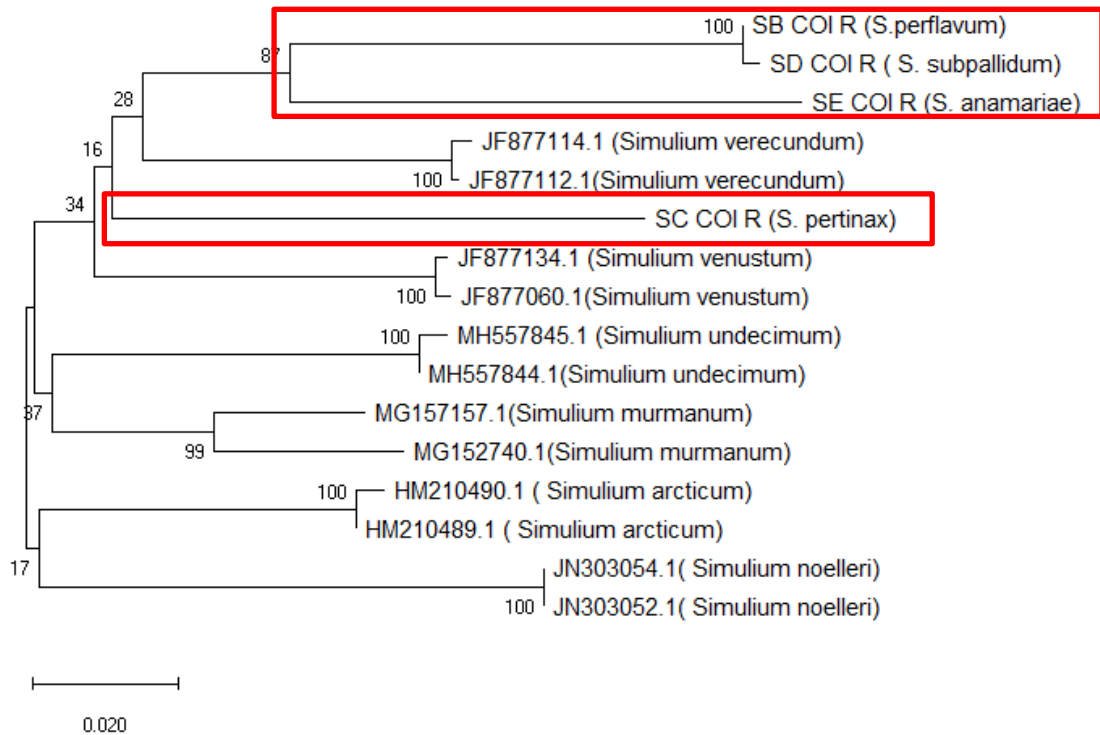 100 SB COI R (S.perflavum)
87 SD COI R ( S. subpallidum)
28 SE COI R (S. anamariae)
16 JF877114.1 (Simulium verecundum)
100 JF877112.1(Simulium verecundum)
34 SC COI R (S. pertinax)
JF877134.1 (Simulium venustum)
100 JF877060.1(Simulium venustum)
100 MH557845.1 (Simulium undecimum)
MH557844.1(Simulium undecimum)
37 MG157157.1(Simulium murmanum)
99 MG152740.1(Simulium murmanum)
100 HM210490.1 ( Simulium arcticum)
HM210489.1 ( Simulium arcticum)
17 JN303054.1( Simulium noelleri)
100 JN303052.1( Simulium noelleri)
0.020